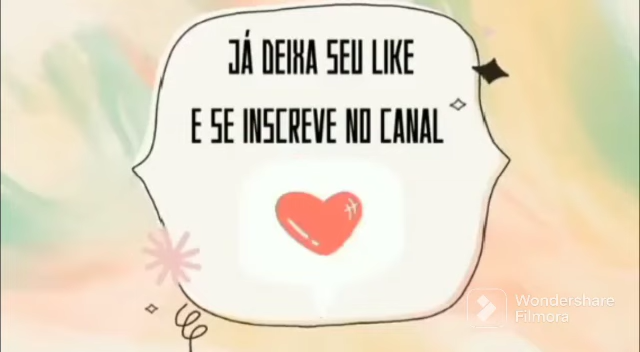 JÁ DEIXA SEU LIKE
E SE INSCREVE NO CANAL
Wondershare
Filmora